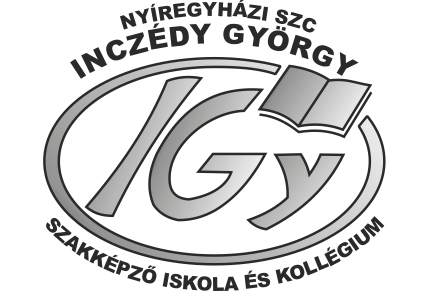 NYÍREGYHÁZI SZC
INCZÉDY GYÖRGY
IGy
SZAKKÉPZŐ ISKOLA ÉS KOLLÉGIUM